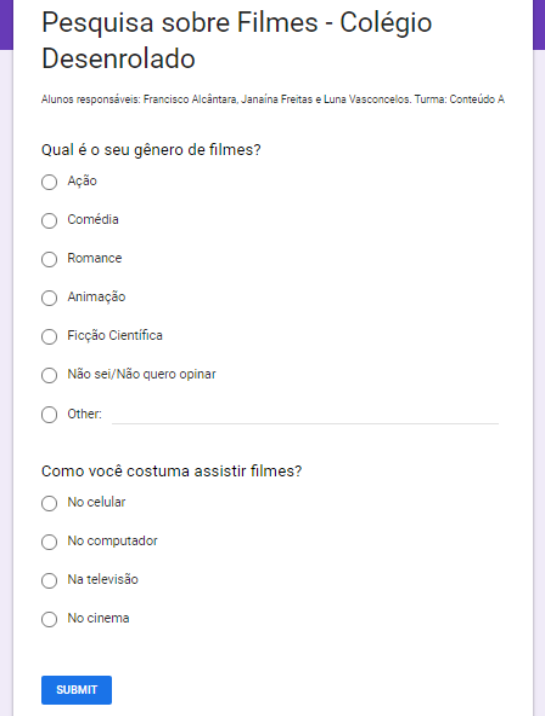 Pesquisa sobre Filmes - Colégio
Desenrolado
Alunos responsáveis: Francisco Alcântara, Janaína Freitas e Luna Vasconcelos. Turma: Conteúdo A
Qual é o seu gênero de filmes?
Ação
Comédia
Romance
Animação
Ficção Científica
Não sei/Não quero opinar
Other:
Como você costuma assistir filmes?
No celular
No computador
Na televisão
No cinema
SUBMIT